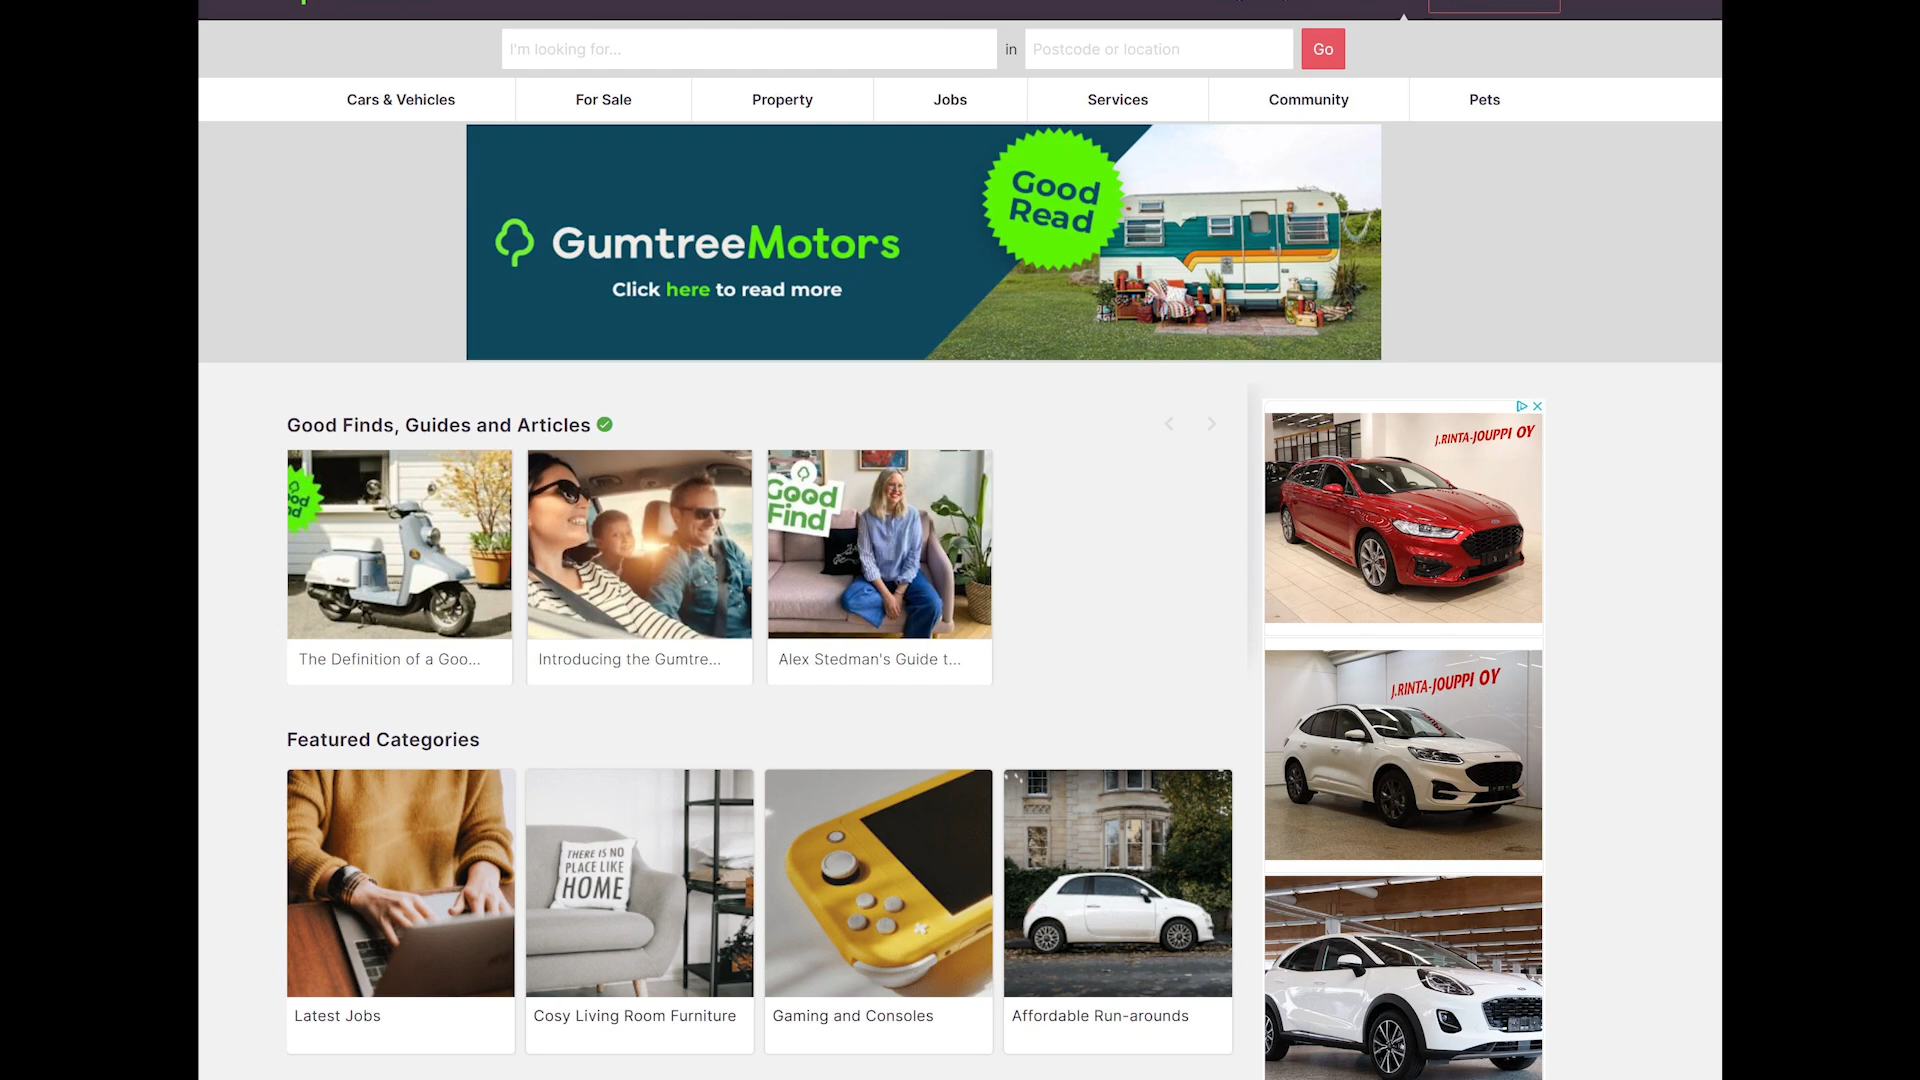 I'm looking for...
in
Postcode or location
Go
Cars & Vehicles
For Sale
Property
Jobs
Services
Community
Pets
GumtreeMotors
Click here to read more
Good
Read
Good Finds, Guides and Articles
The Definition of a Goo...
Introducing the Gumtre...
Good
Find
Alex Stedman's Guide t...
J.RINTA-JOUPPI OY
J.RINTA-JOUPPI OY
Featured Categories
THERE IS NO
PLACE LIKE
HOME
Latest Jobs
Cosy Living Room Furniture
Gaming and Consoles
Affordable Run-arounds